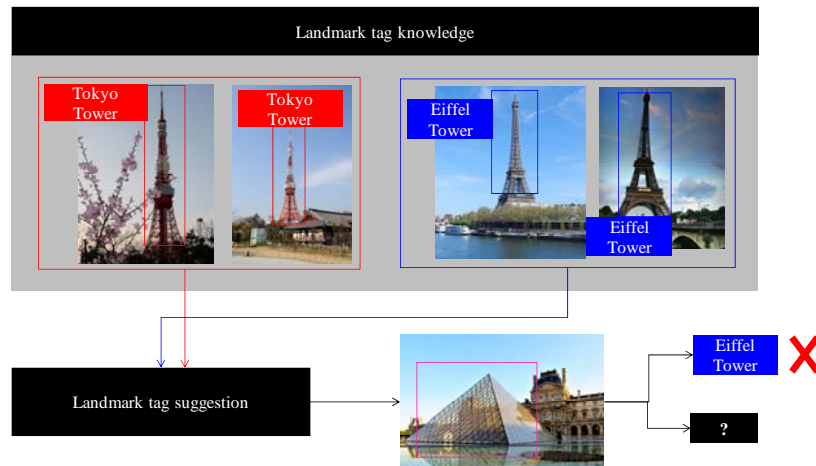 Landmark tag knowledge
Tokyo
Tower
Tokyo
Tower
Eiffel
Tower
Eiffel
Tower
Landmark tag suggestion
Eiffel
Tower
?